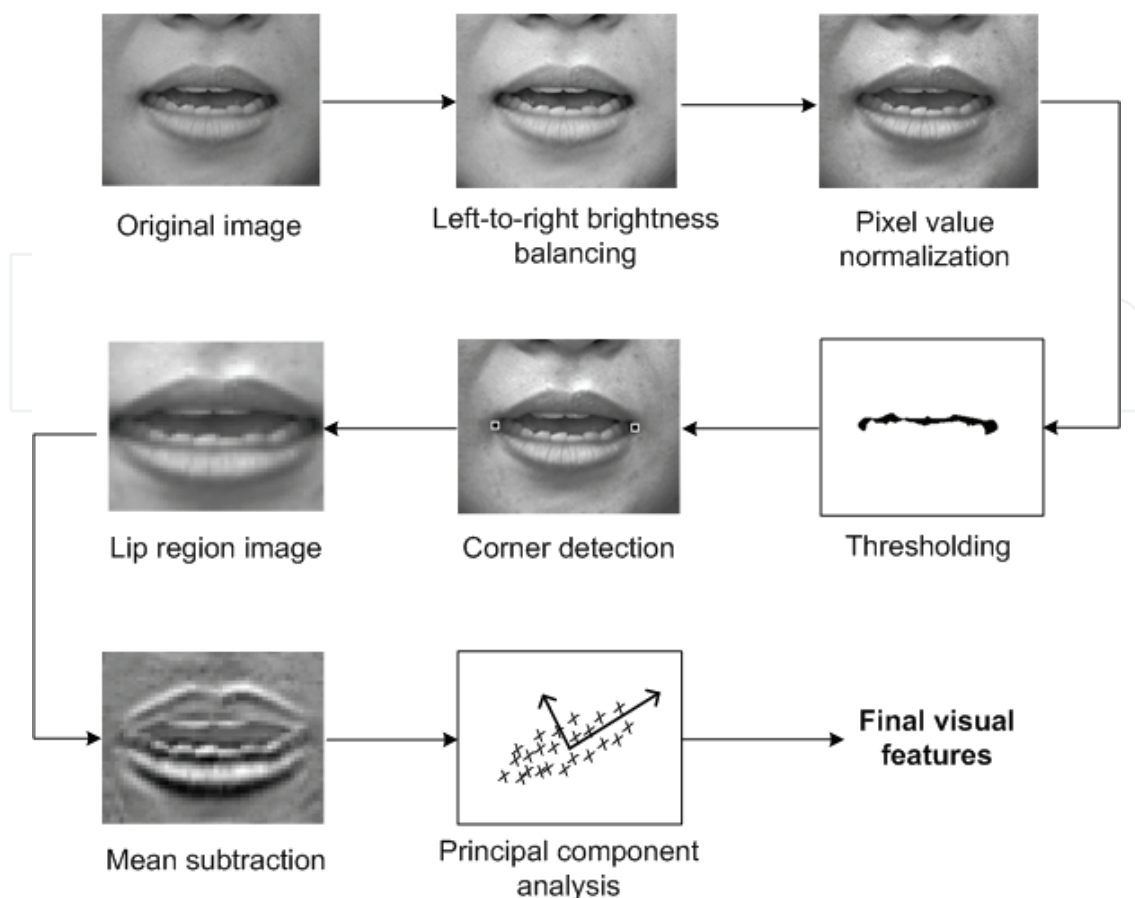 Original image
Left-to-right brightness
balancing
Pixel value
normalization
Lip region image
Corner detection
Thresholding
Mean subtraction
Principal component
analysis
Final visual
features